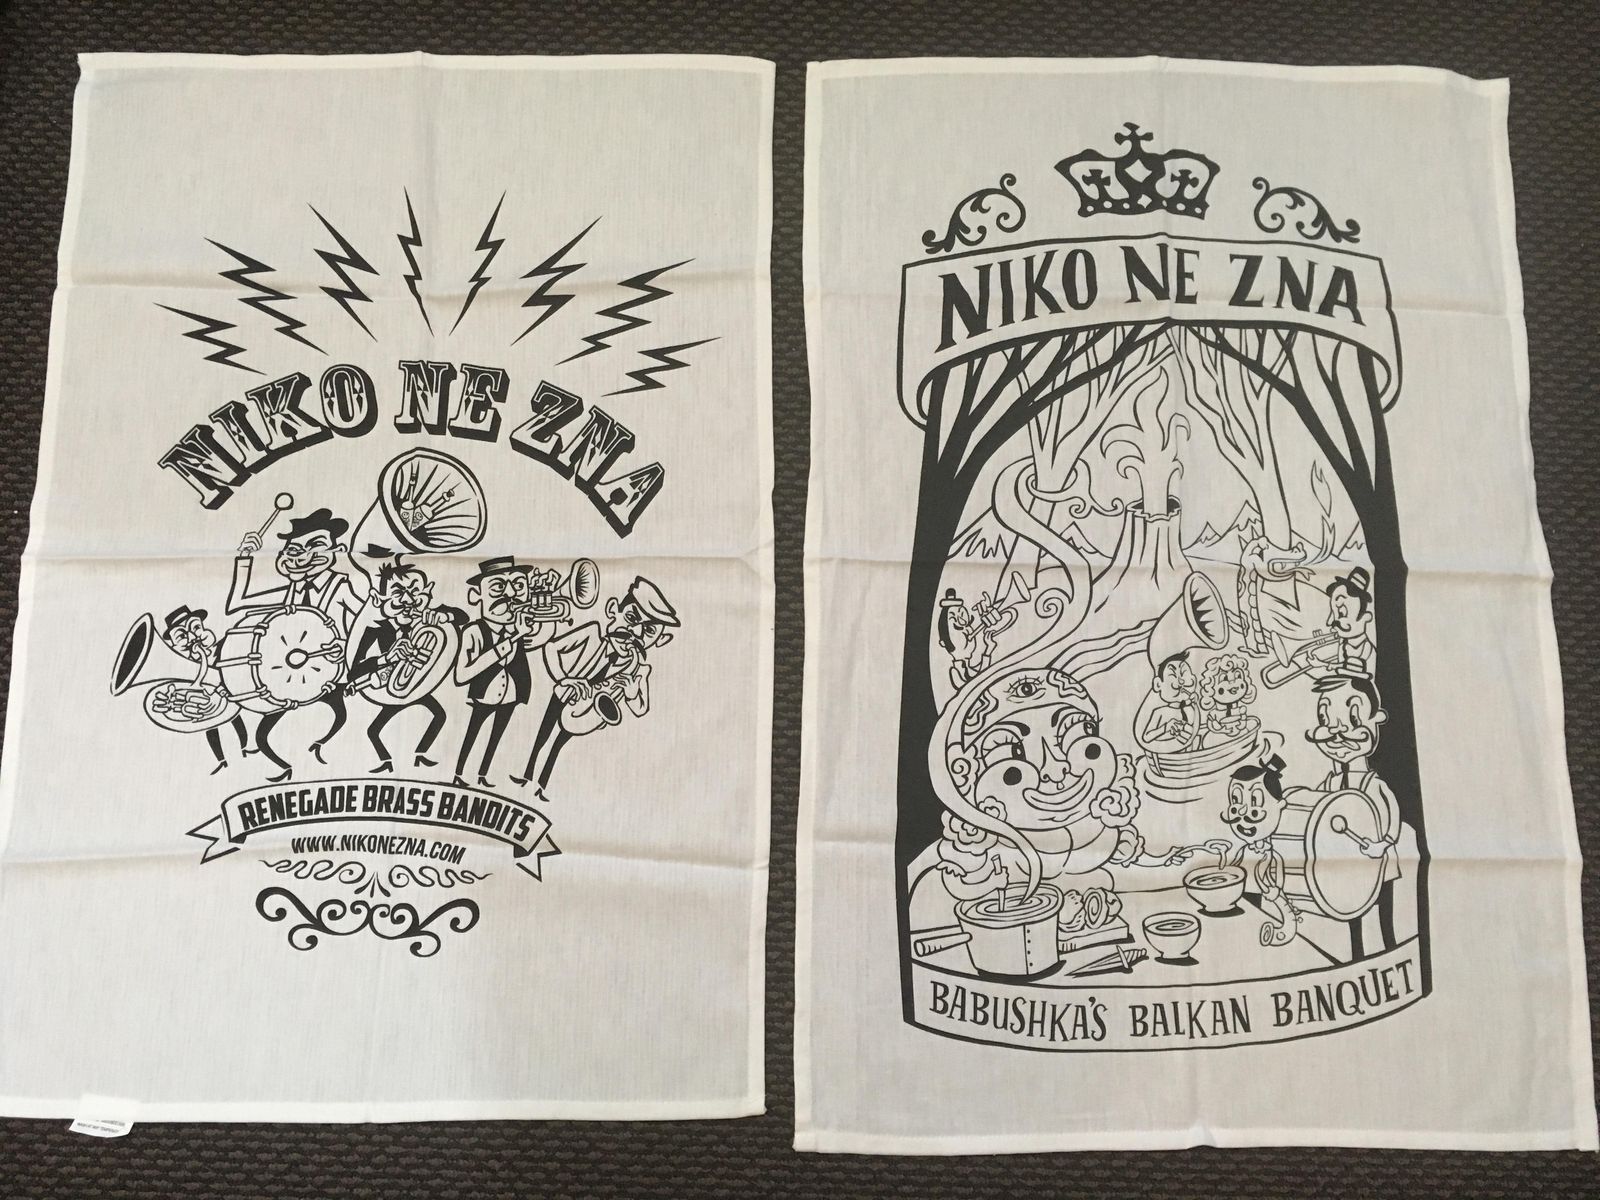 NIKO NE ZNA
RENEGADE BRASS BANDITS
WWW.NIKONEZNA.COM
NIKO NE ZNA
BABUSHKA'S BALKAN BANQUET